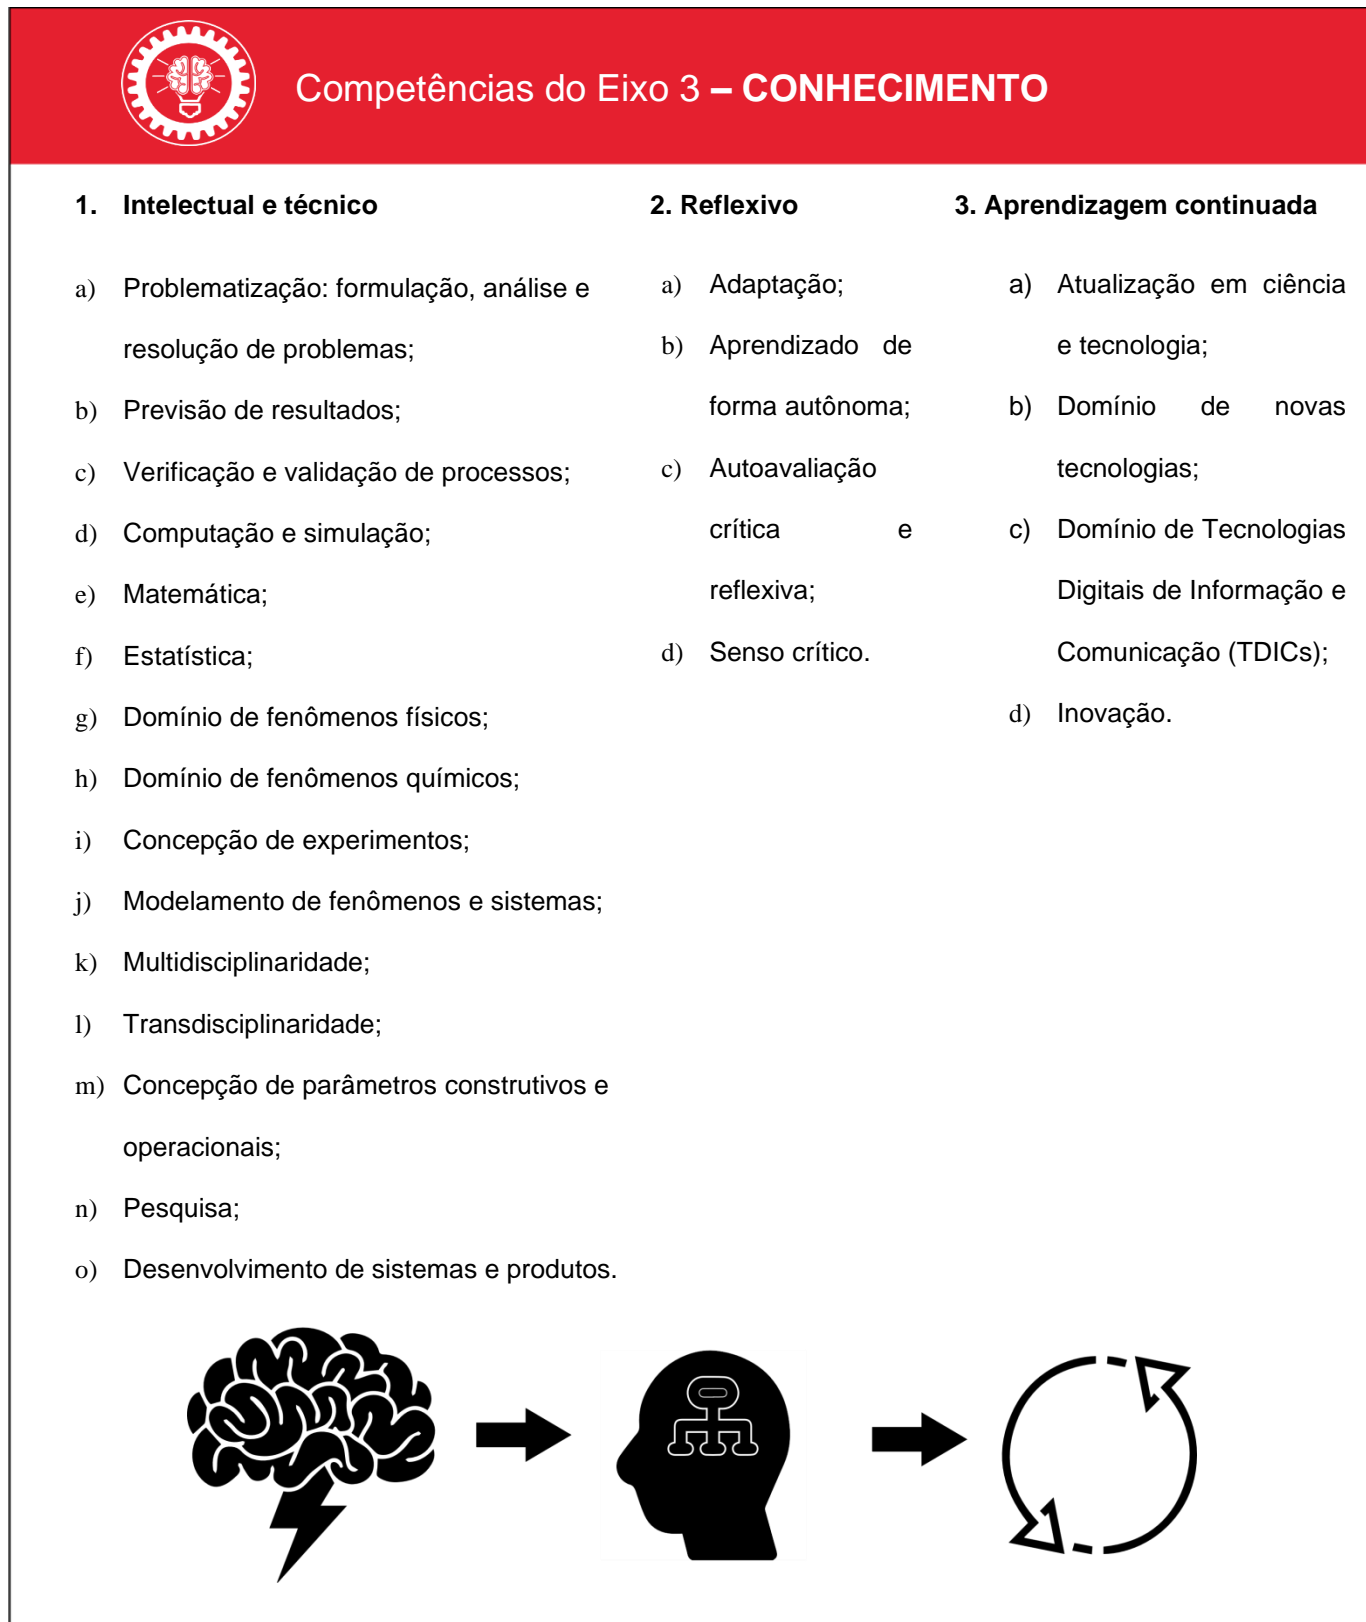 Competências do Eixo 3 – CONHECIMENTO
1. Intelectual e técnico
a) Problematização: formulação, análise e
resolução de problemas;
b) Previsão de resultados;
c) Verificação e validação de processos;
d) Computação e simulação;
e) Matemática;
f) Estatística;
g) Domínio de fenômenos físicos;
h) Domínio de fenômenos químicos;
i) Concepção de experimentos;
j) Modelamento de fenômenos e sistemas;
k) Multidisciplinaridade;
l) Transdisciplinaridade;
m) Concepção de parâmetros construtivos e
operacionais;
n) Pesquisa;
o) Desenvolvimento de sistemas e produtos.
2. Reflexivo
a) Adaptação;
b) Aprendizado de
forma autônoma;
c) Autoavaliação
crítica e
reflexiva;
d) Senso crítico.
3. Aprendizagem continuada
a) Atualização em ciência
e tecnologia;
b) Domínio de novas
tecnologias;
c) Domínio de Tecnologias
Digitais de Informação e
Comunicação (TDICs);
d) Inovação.